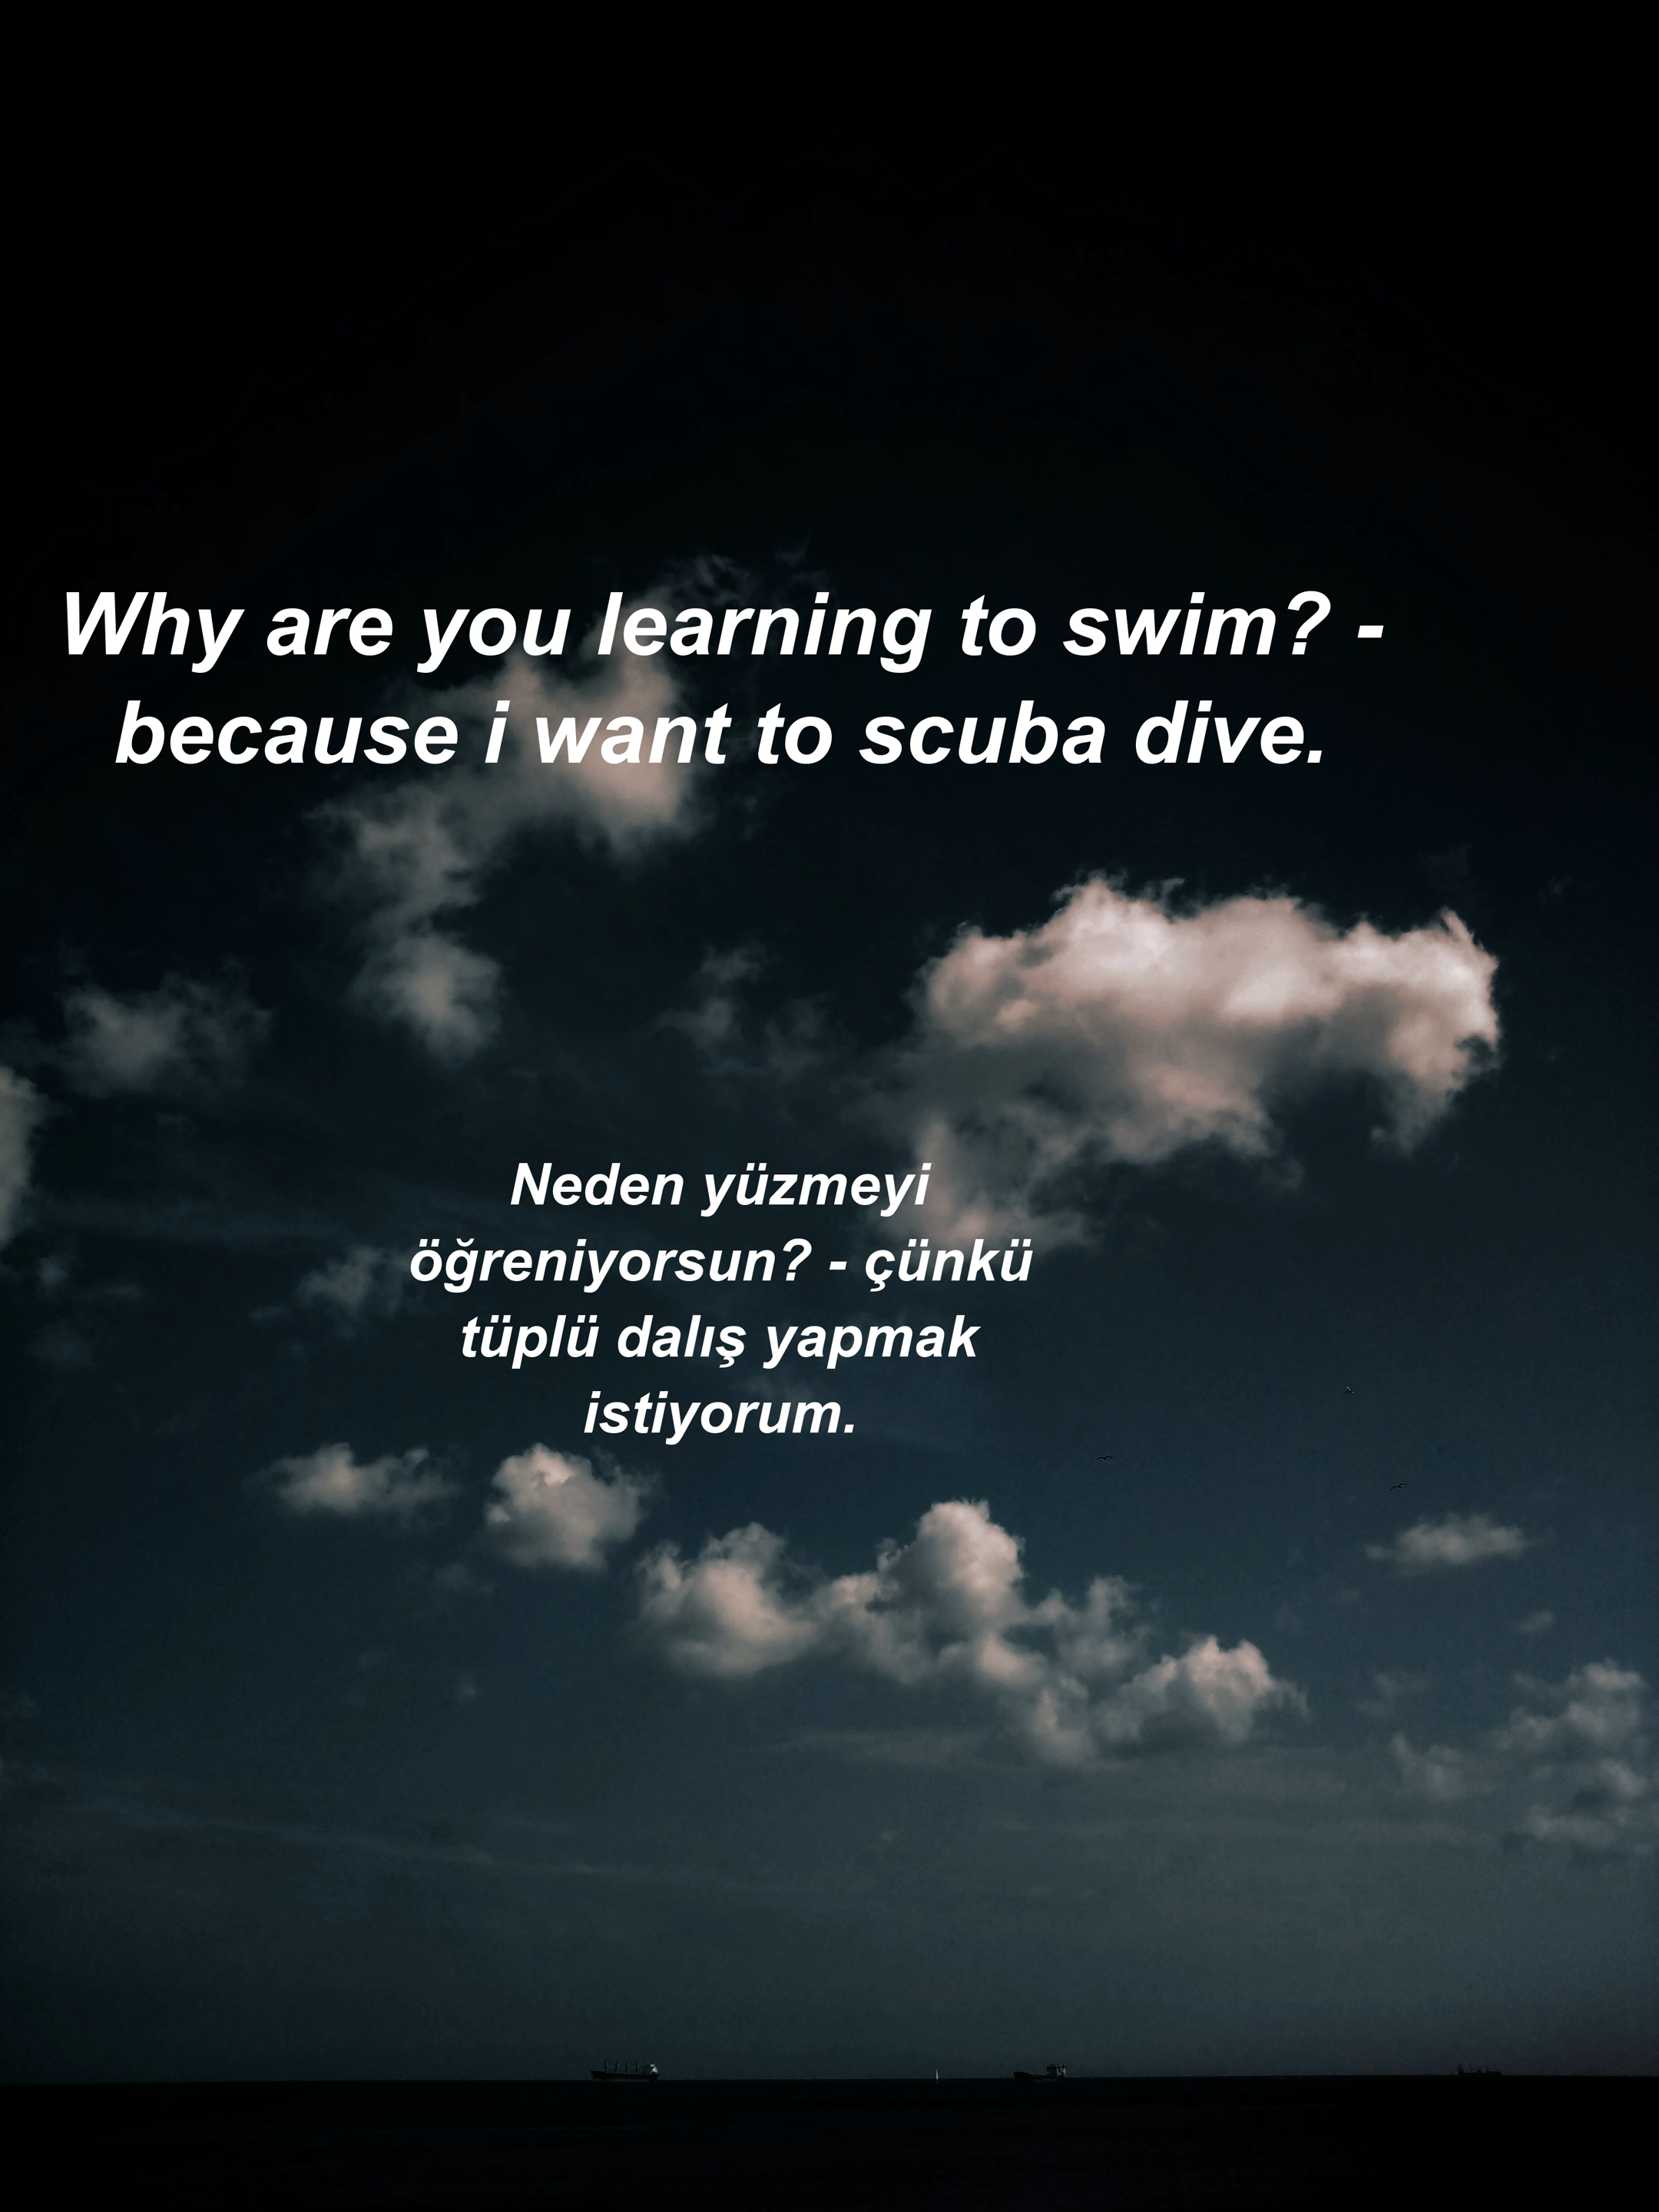 Why are you learning to swim? -
because i want to scuba dive.
Neden yüzmeyi
öğreniyorsun? - çünkü
tüplü dalış yapmak
istiyorum.